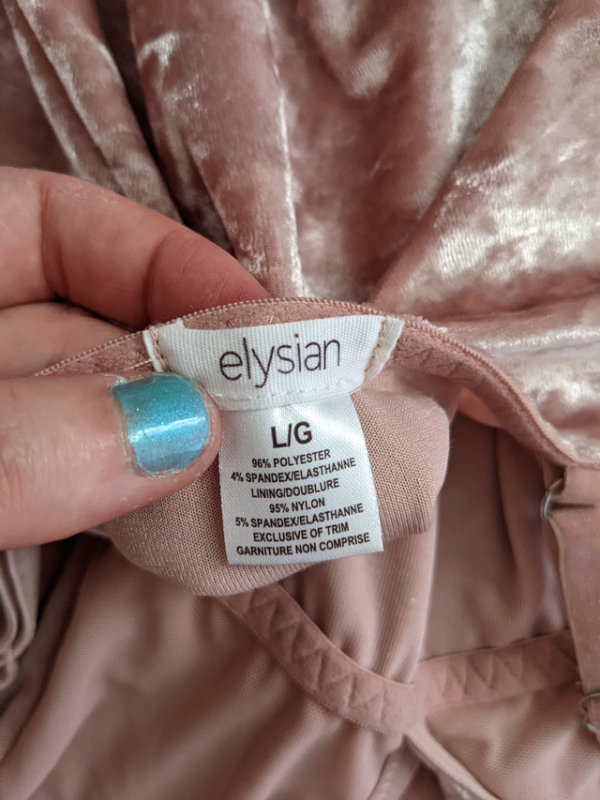 elysian
L/G
96% POLYESTER
4% SPANDEX/ELASTHANNE
LINING/DOUBLURE
95% NYLON
5% SPANDEX/ELASTHANNE
EXCLUSIVE OF TRIM
GARNITURE NON COMPRISE